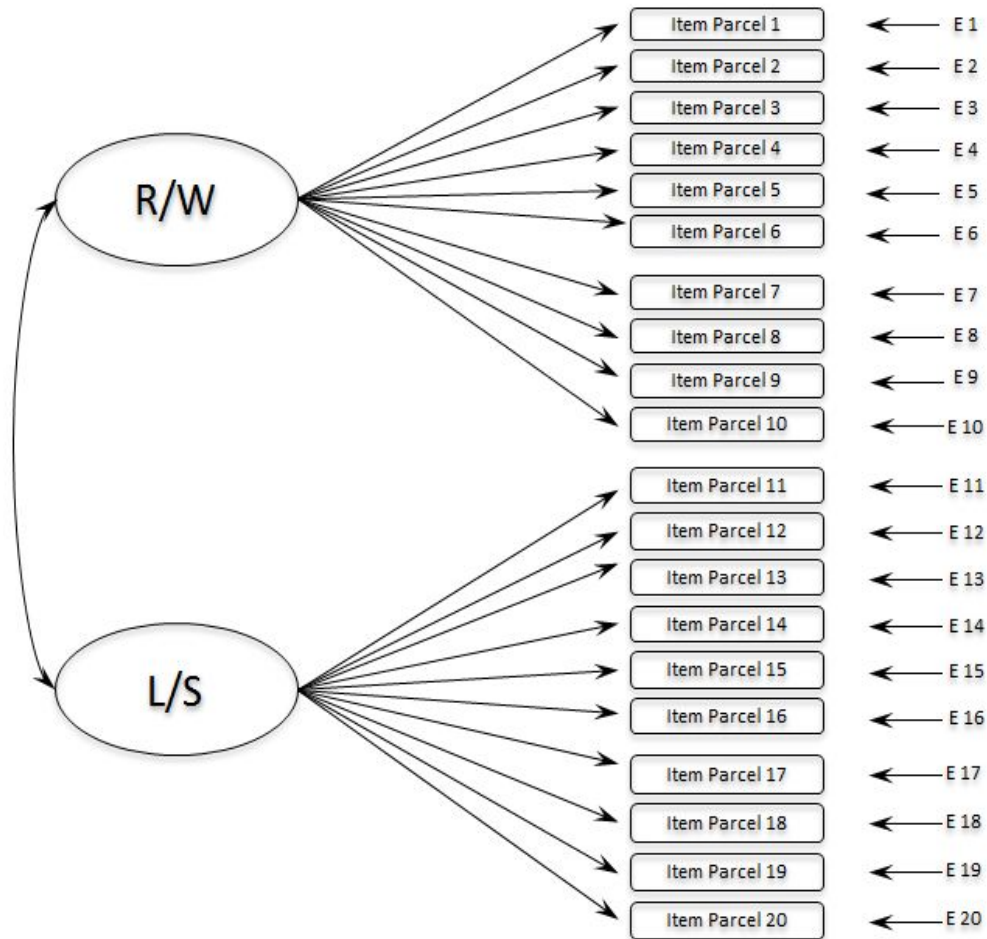 Item Parcel 1 E 1
Item Parcel 2 E 2
Item Parcel 3 E 3
Item Parcel 4 E 4
R/W
Item Parcel 5 E 5
Item Parcel 6 E 6
Item Parcel 7 E 7
Item Parcel 8 E 8
Item Parcel 9 E 9
Item Parcel 10 E 10
Item Parcel 11 E 11
Item Parcel 12 E 12
Item Parcel 13 E 13
Item Parcel 14 E 14
Item Parcel 15 E 15
L/S
Item Parcel 16 E 16
Item Parcel 17 E 17
Item Parcel 18 E 18
Item Parcel 19 E 19
Item Parcel 20 E 20